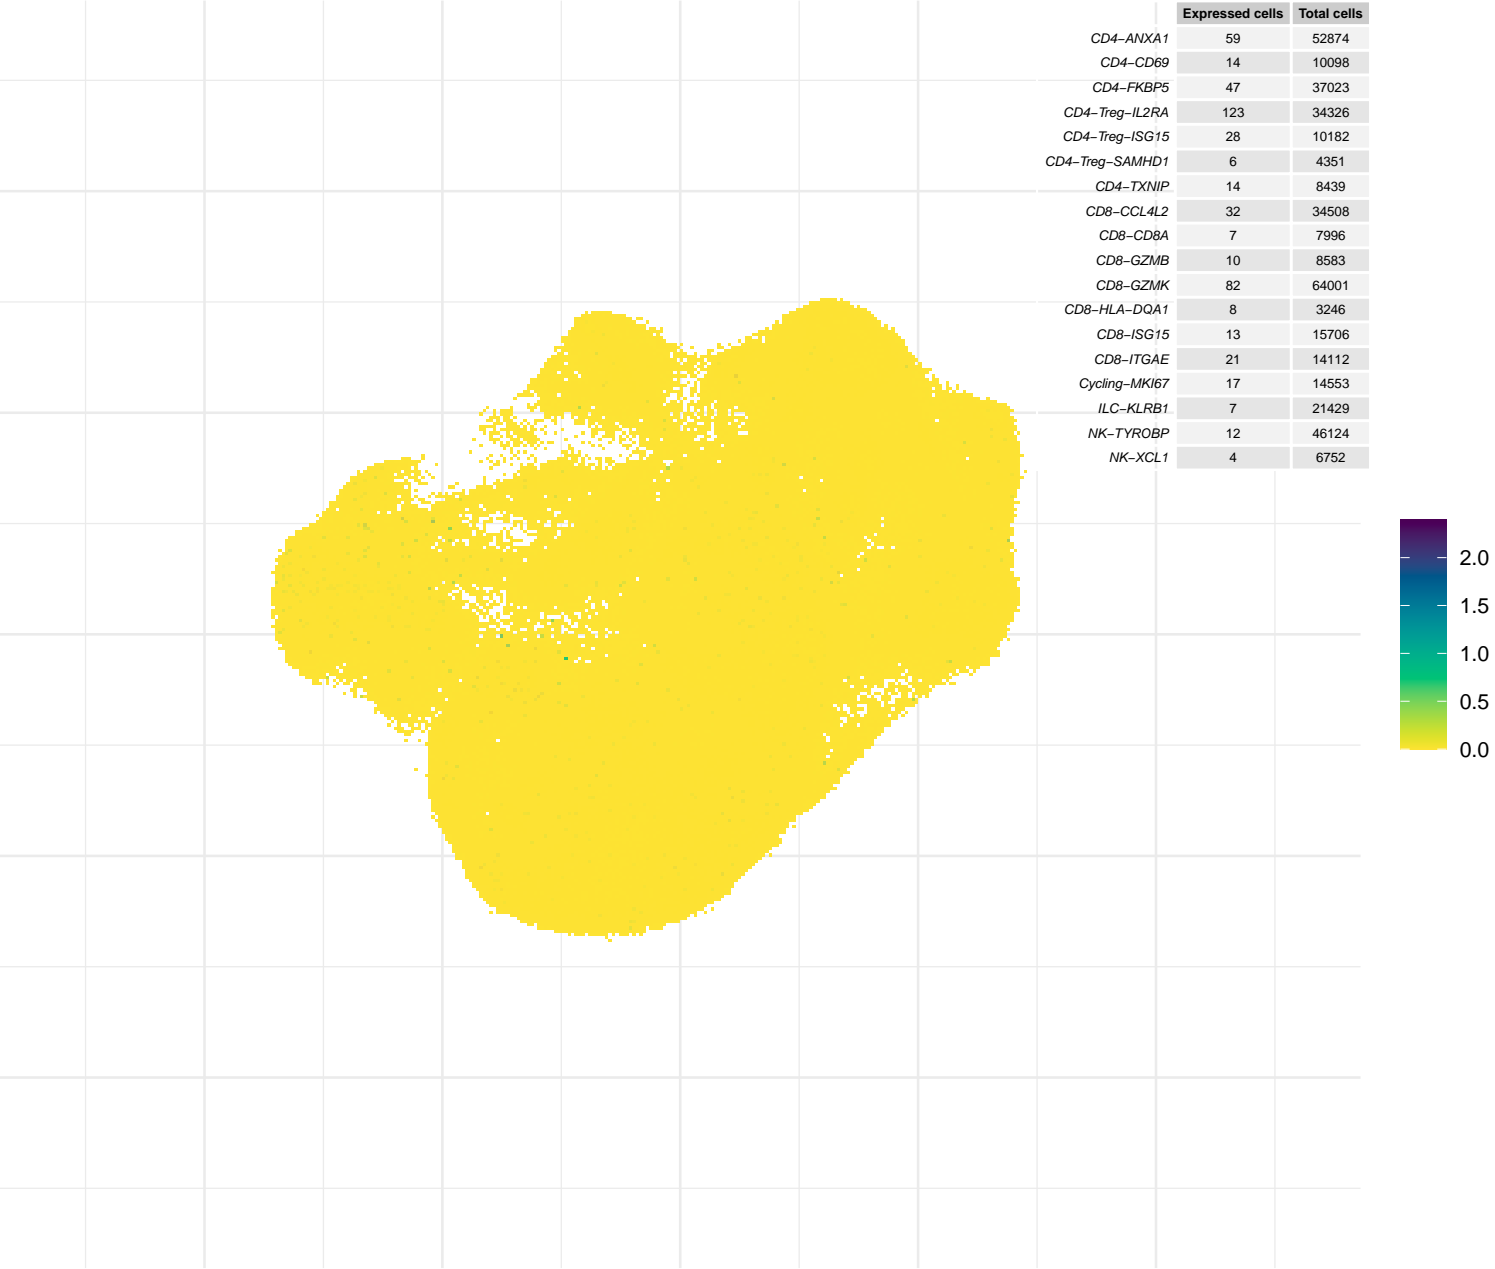 Expressed cells Total cells
CD4−ANXA1 59 52874
CD4−CD69 14 10098
CD4−FKBP5 47 37023
CD4−Treg−IL2RA 123 34326
CD4−Treg−ISG15 28 10182
CD4−Treg−SAMHD1 6 4351
CD4−TXNIP 14 8439
CD8−CCL4L2 32 34508
CD8−CD8A 7 7996
CD8−GZMB 10 8583
CD8−GZMK 82 64001
CD8−HLA−DQA1 8 3246
CD8−ISG15 13 15706
CD8−ITGAE 21 14112
Cycling−MKI67 17 14553
ILC−KLRB1 7 21429
NK−TYROBP 12 46124
NK−XCL1 4 6752
2.0
1.5
1.0
0.5
0.0